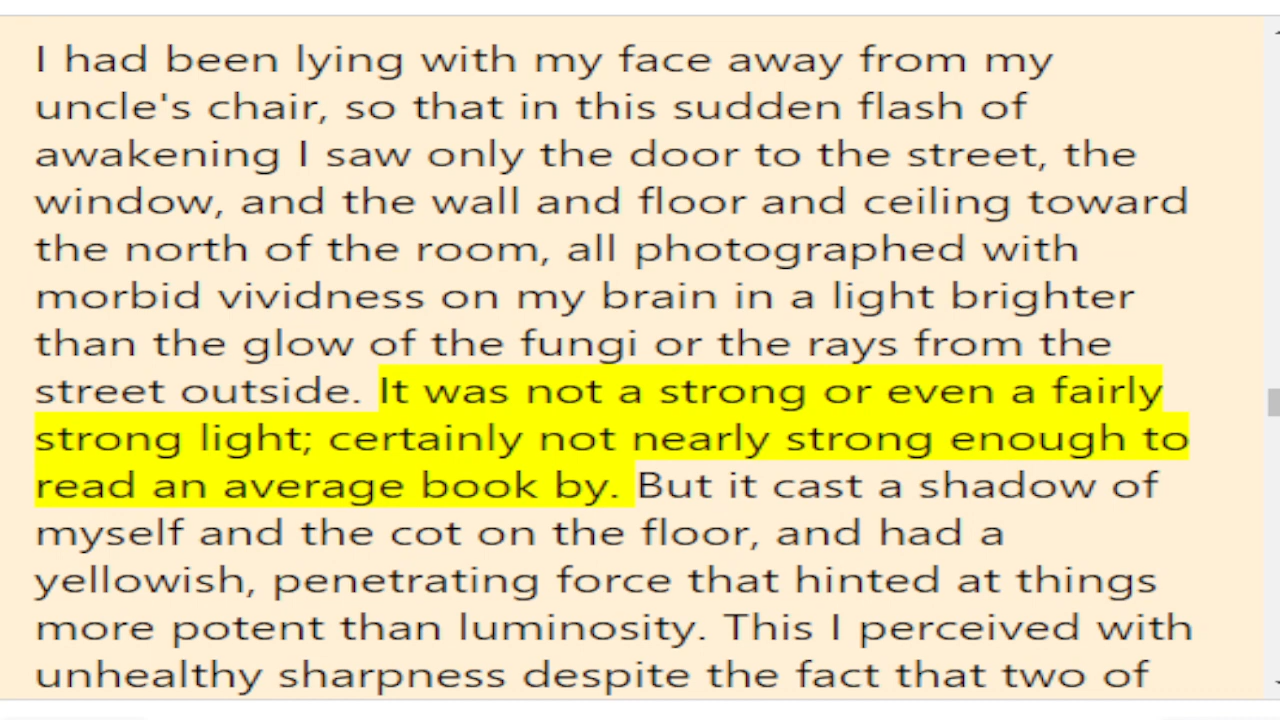 I had been lying with my face away from my
uncle's chair, so that in this sudden flash of
awakening I saw only the door to the street, the
window, and the wall and floor and ceiling toward
the north of the room, all photographed with
morbid vividness on my brain in a light brighter
than the glow of the fungi or the rays from the
street outside. It was not a strong or even a fairly
strong light; certainly not nearly strong enough to
read an average book by. But it cast a shadow of
myself and the cot on the floor, and had a
yellowish, penetrating force that hinted at things
more potent than luminosity. This I perceived with
unhealthy sharpness despite the fact that two of